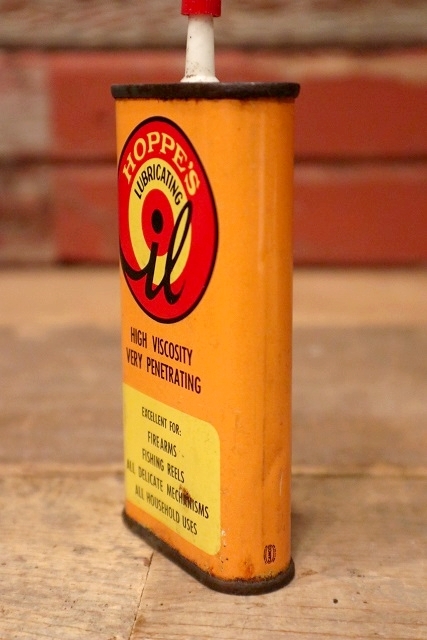 HOPPE'S
LUBRICATING
Oil
HIGH VISCOSITY
VERY PENETRATING
EXCELLENT FOR:
FIREARMS
FISHING REELS
ALL DELICATE MECHANISMS
ALL HOUSEHOLD USES